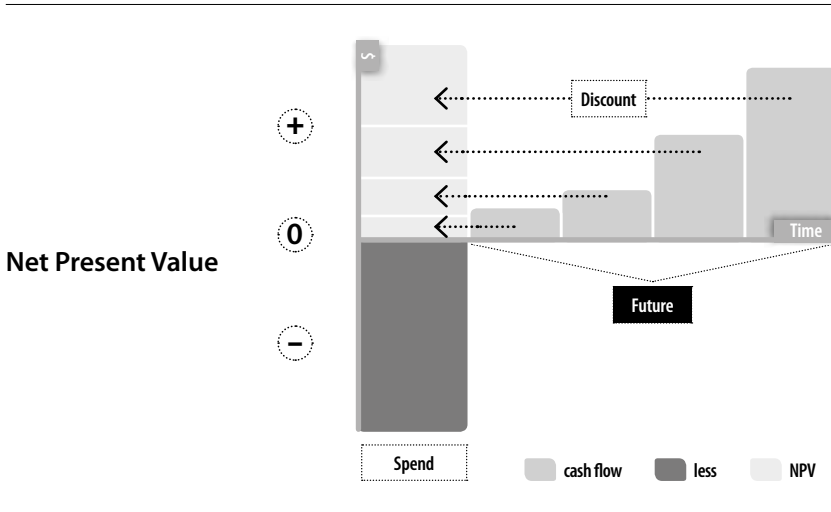 $
Discount
+
0
Time
Net Present Value
Future
−
Spend
cash flow
less
NPV